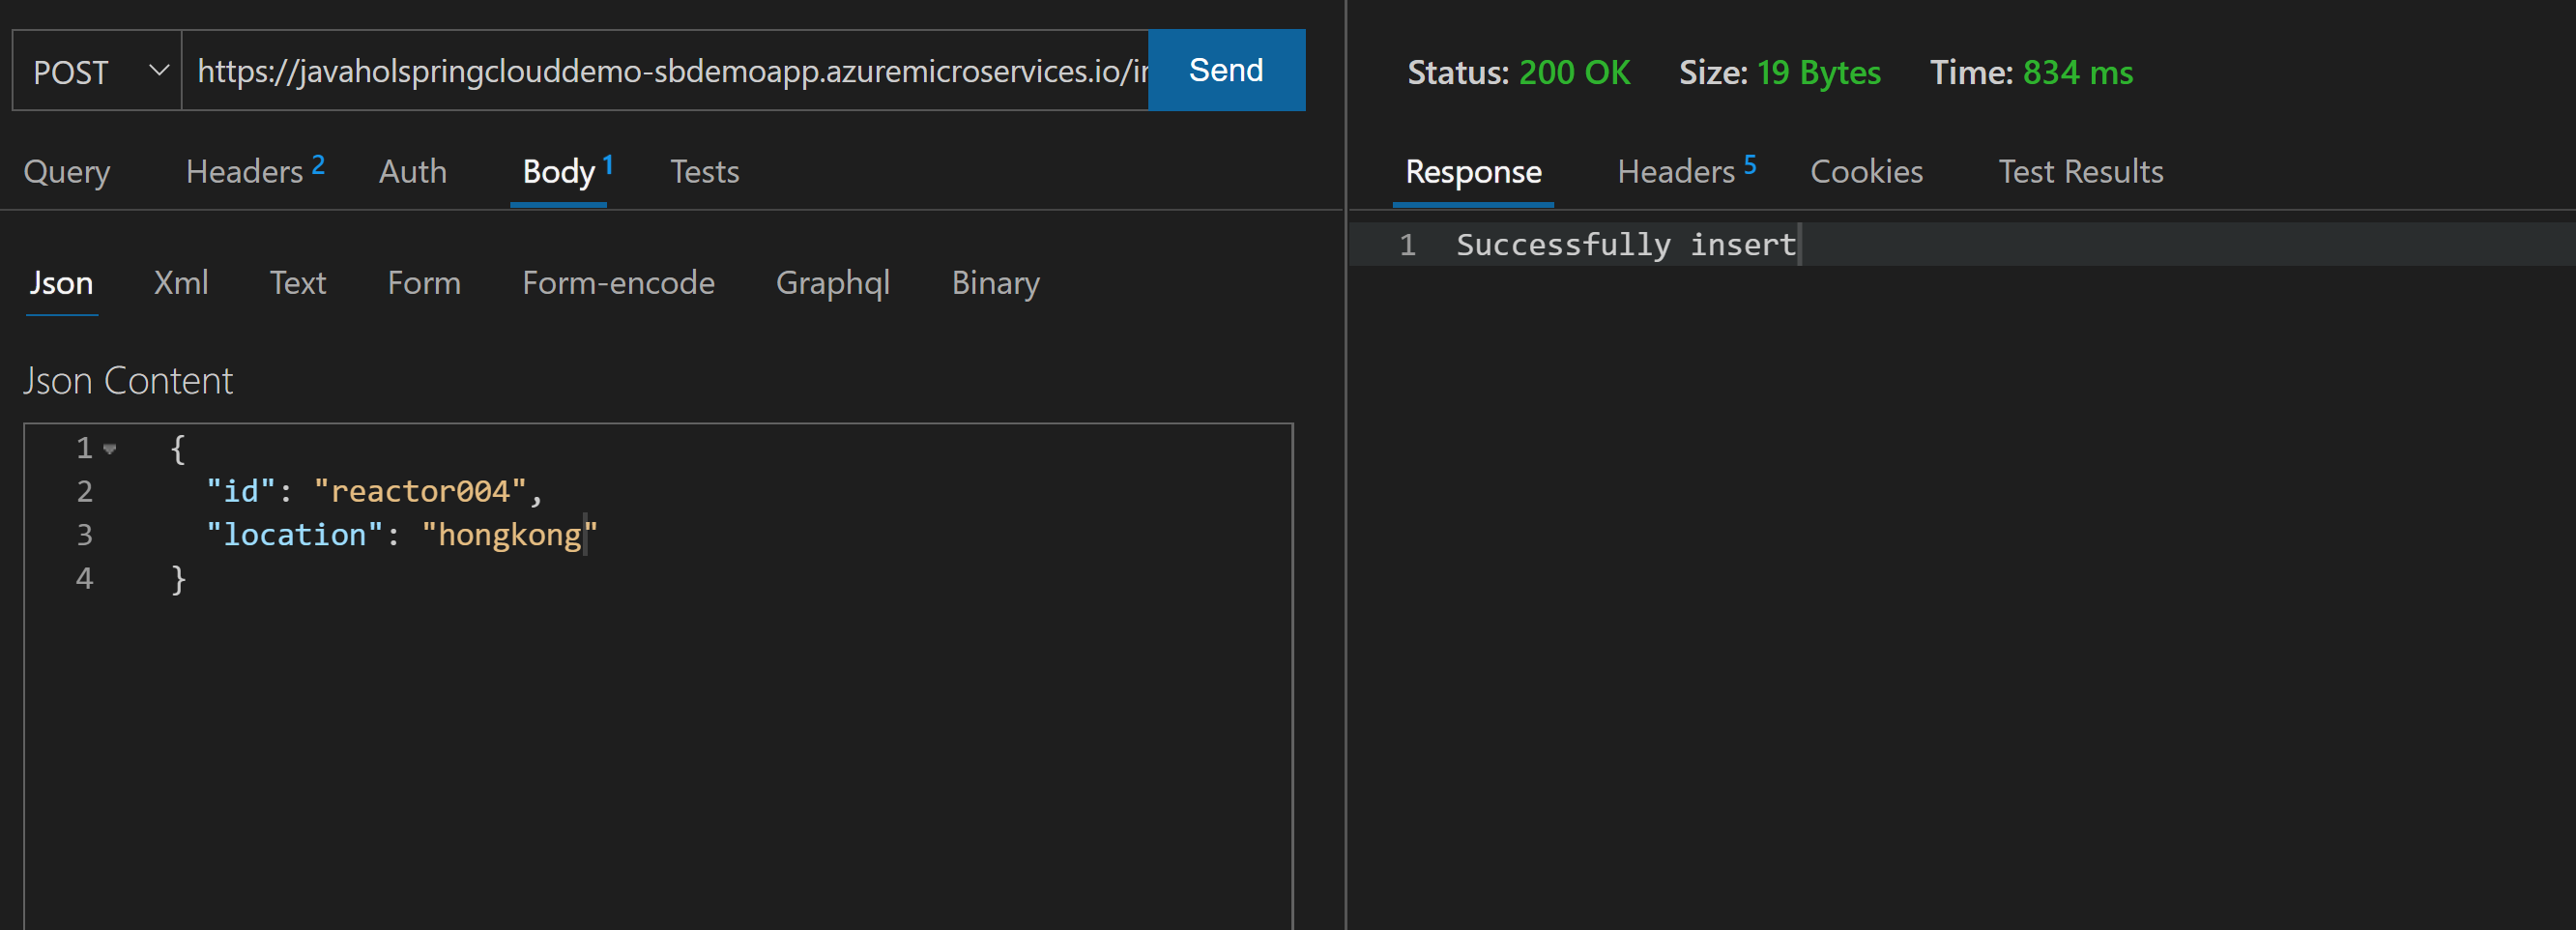 POST https://javaholspringclouddemo-sbdemoapp.azuremicroservices.io/ Send
Query Headers 2 Auth Body 1 Tests
Json Xml Text Form Form-encode Graphql Binary
Json Content
1 {
2 "id": "reactor004",
3 "location": "hongkong"
4 }
Status: 200 OK Size: 19 Bytes Time: 834 ms
Response Headers 5 Cookies Test Results
1 Successfully insert